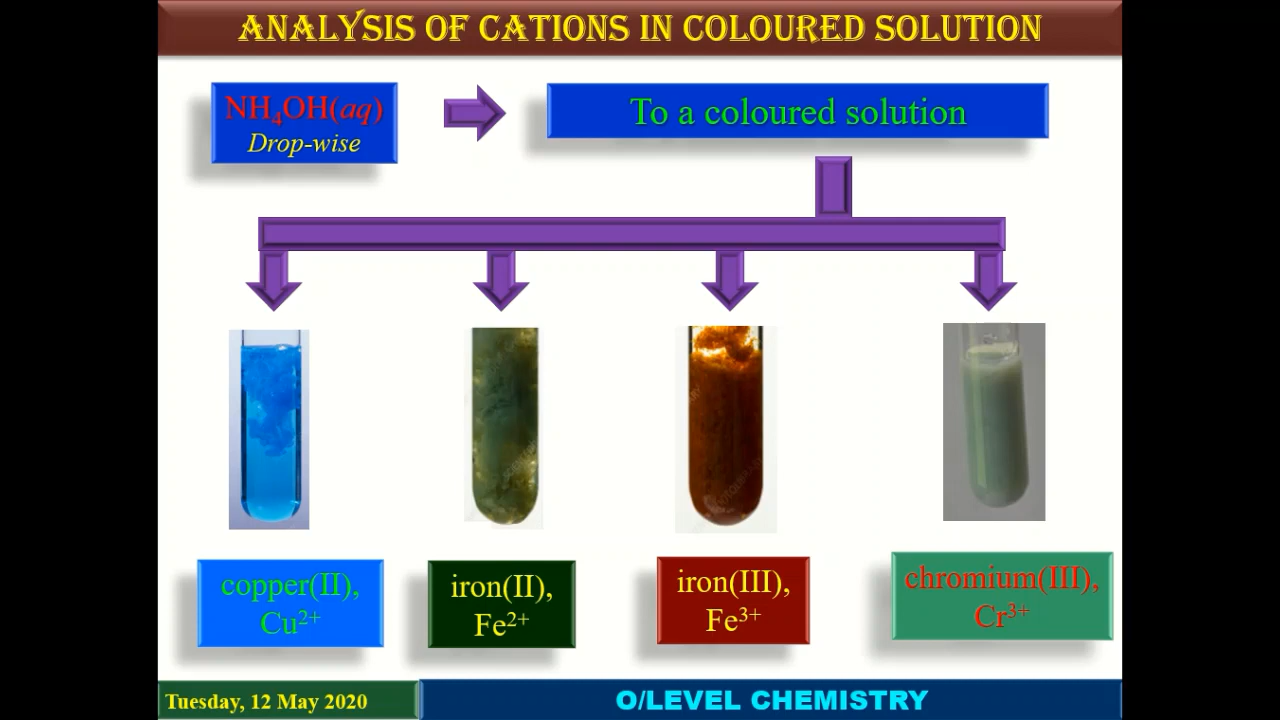 ANALYSIS OF CATIONS IN COLOURED SOLUTION
NH₄OH(aq)
Drop-wise
To a coloured solution
copper(II),
Cu²⁺
iron(II),
Fe²⁺
iron(III),
Fe³⁺
chromium(III),
Cr³⁺
Tuesday, 12 May 2020
O/LEVEL CHEMISTRY